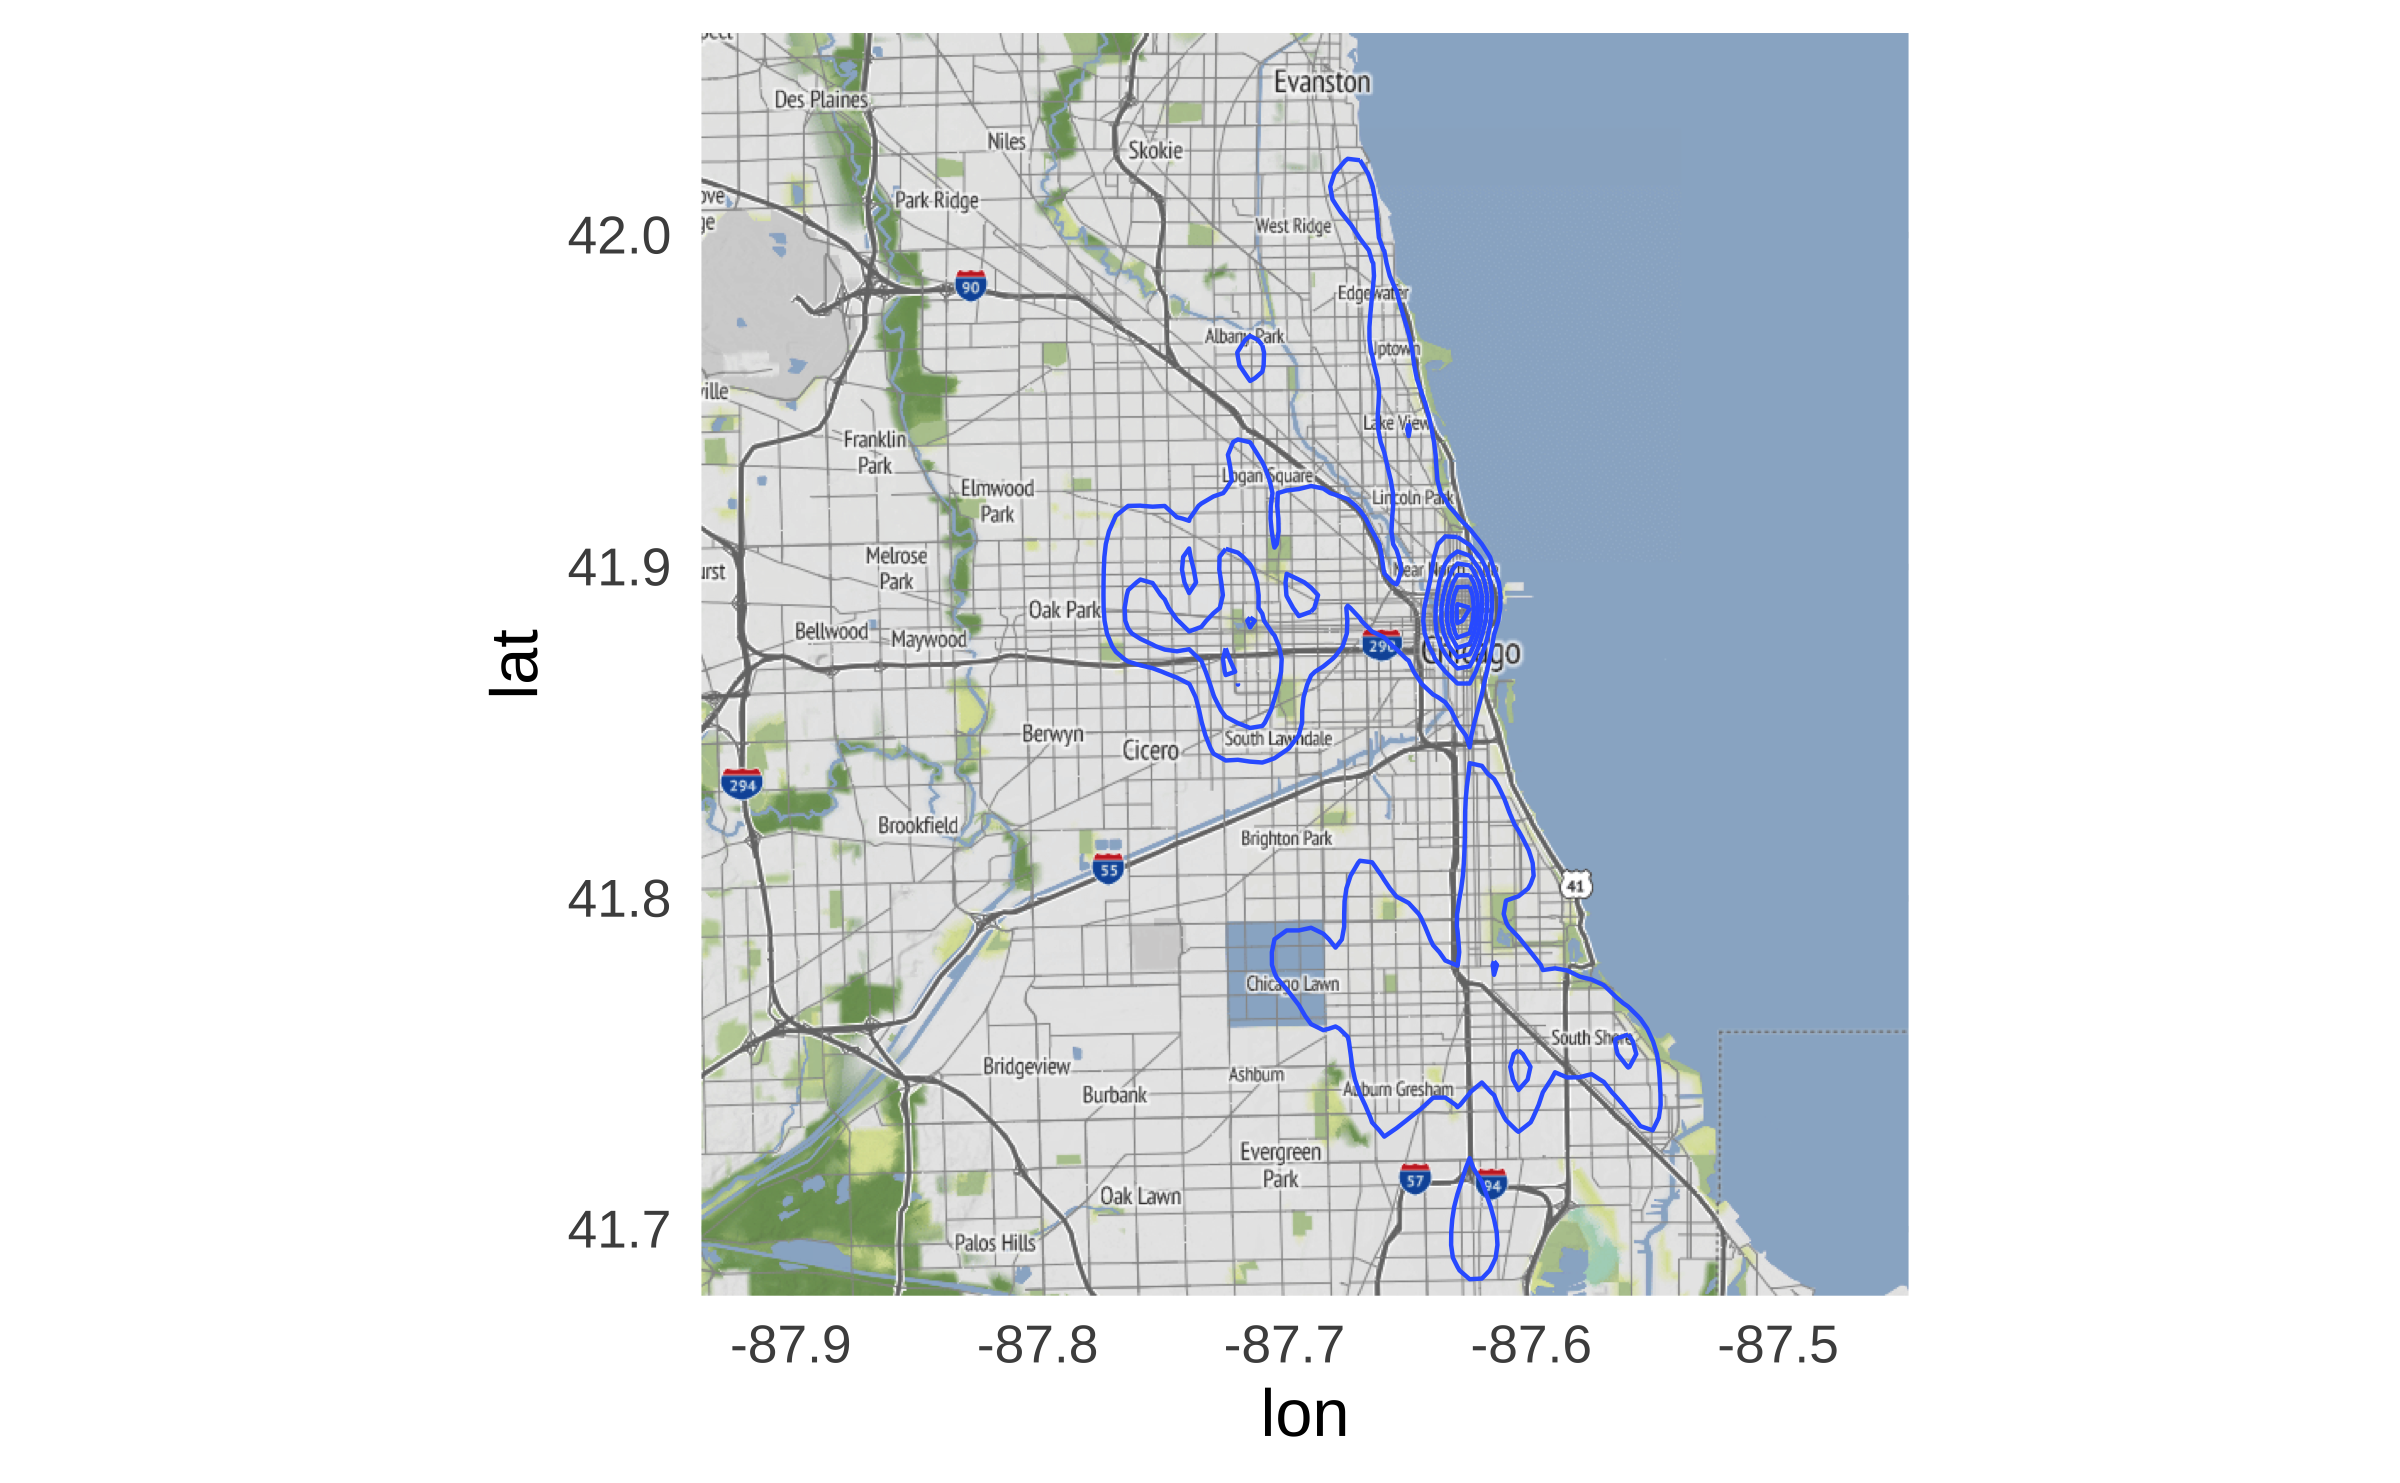 Evanston
Des Plaines
Niles
Skokie
Park Ridge
West Ridge
42.0
90
Edgewater
Albany Park
Uptown
ville
Lake View
Franklin
Park
Logan Square
Elmwood
Park
Lincoln Park
41.9
Melrose
Park
urst
Near North
Oak Park
Bellwood
Maywood
290
Chicago
lat
Berwyn
Cicero
South Lawndale
294
Brookfield
Brighton Park
55
41
41.8
Chicago Lawn
South Shore
Bridgeview
Ashburn
Burbank
Auburn Gresham
Evergreen
Park
57
94
Oak Lawn
41.7
Palos Hills
-87.9
-87.8
-87.7
-87.6
-87.5
lon